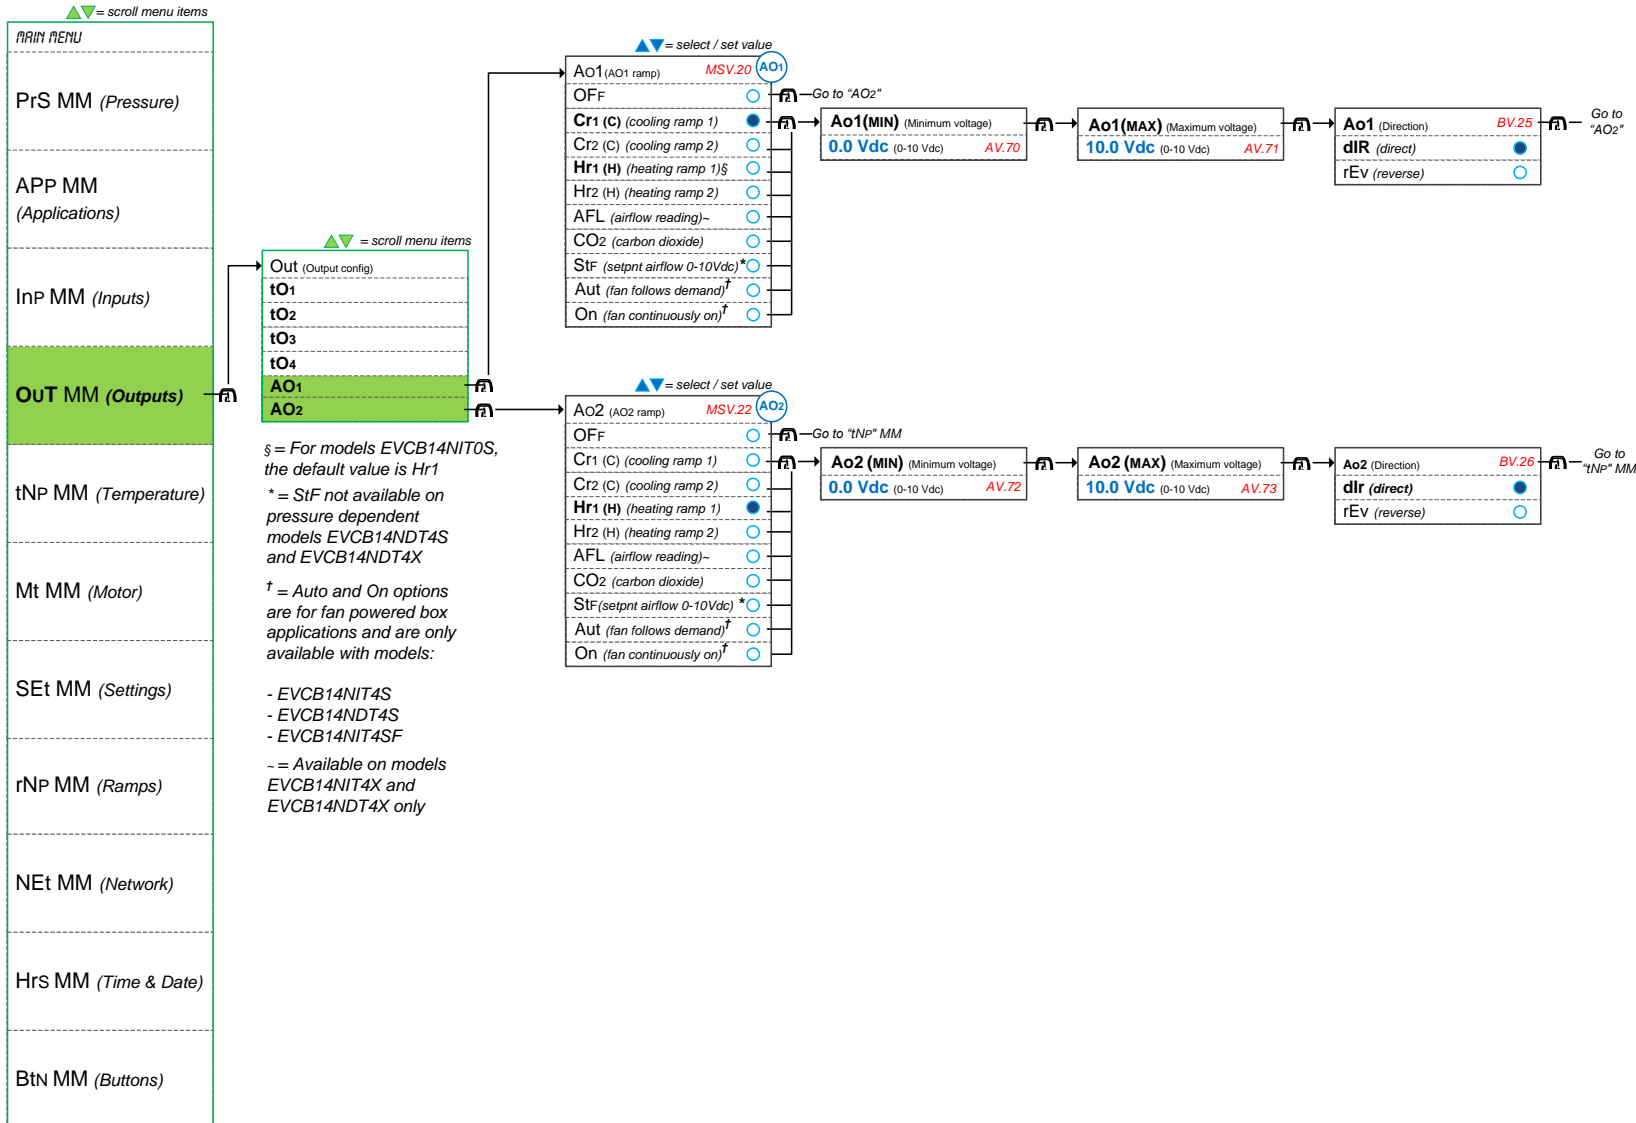 = scroll menu items
MAIN MENU
PrS MM (Pressure)
APP MM
(Applications)
InP MM (Inputs)
OUT MM (Outputs)
tNP MM (Temperature)
Mt MM (Motor)
SEt MM (Settings)
rNP MM (Ramps)
NEt MM (Network)
HrS MM (Time & Date)
BtN MM (Buttons)
= scroll menu items
Out (Output config)
tO1
tO2
tO3
tO4
AO1
AO2
§ = For models EVCB14NIT0S,
the default value is Hr1
* = StF not available on
pressure dependent
models EVCB14NDT4S
and EVCB14NDT4X
† = Auto and On options
are for fan powered box
applications and are only
available with models:
- EVCB14NIT4S
- EVCB14NDT4S
- EVCB14NIT4SF
~ = Available on models
EVCB14NIT4X and
EVCB14NDT4X only
= select / set value
AO1 (AO1 ramp) MSV.20 AO1
OFF
Go to "AO2"
Cr1 (C) (cooling ramp 1)
Cr2 (C) (cooling ramp 2)
Hr1 (H) (heating ramp 1)§
Hr2 (H) (heating ramp 2)
AFL (airflow reading)~
CO2 (carbon dioxide)
StF (setpnt airflow 0-10Vdc)*
Aut (fan follows demand)†
On (fan continuously on)†
Ao1(MIN) (Minimum voltage)
0.0 Vdc (0-10 Vdc) AV.70
Ao1(MAX) (Maximum voltage)
10.0 Vdc (0-10 Vdc) AV.71
Ao1 (Direction) BV.25
dIR (direct)
rEv (reverse)
Go to
"AO2"
= select / set value
AO2 (AO2 ramp) MSV.22 AO2
OFF
Go to "tNP" MM
Cr1 (C) (cooling ramp 1)
Cr2 (C) (cooling ramp 2)
Hr1 (H) (heating ramp 1)
Hr2 (H) (heating ramp 2)
AFL (airflow reading)~
CO2 (carbon dioxide)
StF(setpnt airflow 0-10Vdc) *
Aut (fan follows demand)†
On (fan continuously on)†
Ao2 (MIN) (Minimum voltage)
0.0 Vdc (0-10 Vdc) AV.72
Ao2 (MAX) (Maximum voltage)
10.0 Vdc (0-10 Vdc) AV.73
Ao2 (Direction) BV.26
dIr (direct)
rEv (reverse)
Go to
"tNP" MM